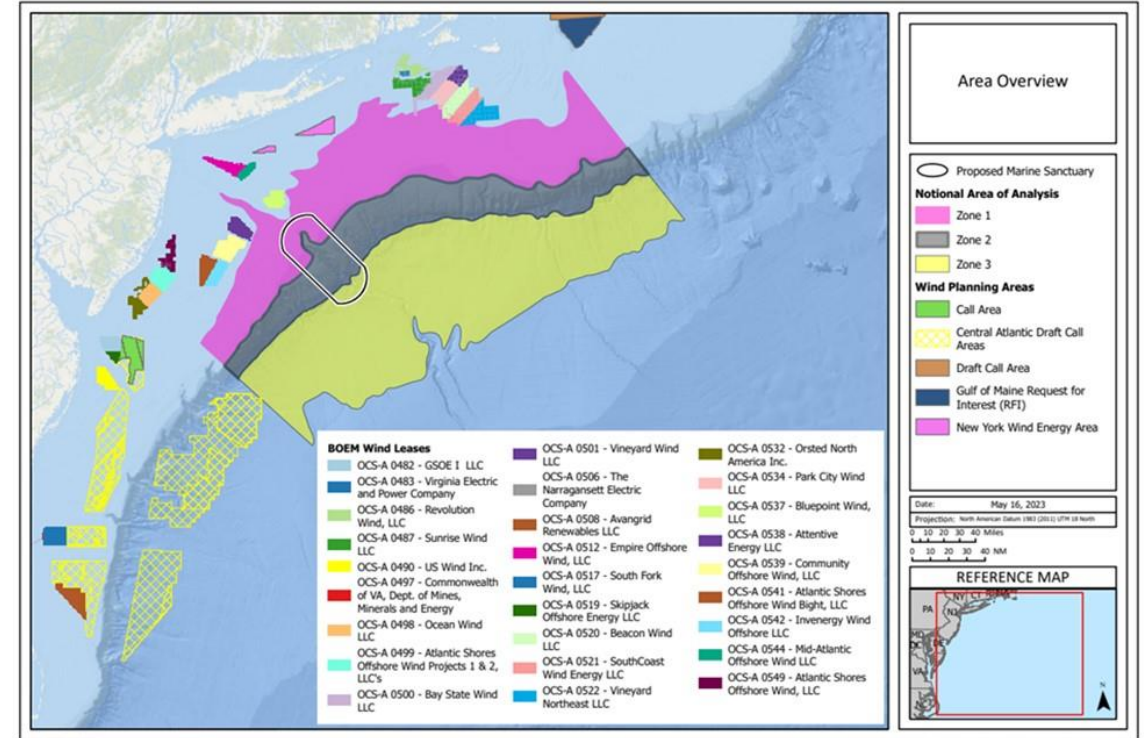 Area Overview
Proposed Marine Sanctuary
Notional Area of Analysis
Zone 1
Zone 2
Zone 3
Wind Planning Areas
Call Area
Central Atlantic Draft Call
Areas
Draft Call Area
Gulf of Maine Request for
Interest (RFI)
New York Wind Energy Area
BOEM Wind Leases
OCS-A 0482 - GSOE I LLC
OCS-A 0483 - Virginia Electric
and Power Company
OCS-A 0486 - Revolution
Wind, LLC
OCS-A 0487 - Sunrise Wind
LLC
OCS-A 0490 - US Wind Inc.
OCS-A 0497 - Commonwealth
of VA, Dept. of Mines,
Minerals and Energy
OCS-A 0498 - Ocean Wind
LLC
OCS-A 0499 - Atlantic Shores
Offshore Wind Projects 1 & 2,
LLC's
OCS-A 0500 - Bay State Wind
LLC
OCS-A 0501 - Vineyard Wind
LLC
OCS-A 0506 - The
Narragansett Electric
Company
OCS-A 0508 - Avangrid
Renewables LLC
OCS-A 0512 - Empire Offshore
Wind, LLC
OCS-A 0517 - South Fork
Wind, LLC
OCS-A 0519 - Skipjack
Offshore Energy LLC
OCS-A 0520 - Beacon Wind
LLC
OCS-A 0521 - SouthCoast
Wind Energy LLC
OCS-A 0522 - Vineyard
Northeast LLC
OCS-A 0532 - Orsted North
America Inc.
OCS-A 0534 - Park City Wind
LLC
OCS-A 0537 - Bluepoint Wind,
LLC
OCS-A 0538 - Attentive
Energy LLC
OCS-A 0539 - Community
Offshore Wind, LLC
OCS-A 0541 - Atlantic Shores
Offshore Wind Bight, LLC
OCS-A 0542 - Invenergy Wind
Offshore LLC
OCS-A 0544 - Mid-Atlantic
Offshore Wind LLC
OCS-A 0549 - Atlantic Shores
Offshore Wind, LLC
Date: May 16, 2023
Projection: North American Datum 1983 (2011) UTM 18 North
0 10 20 30 40 Miles
0 10 20 30 40 NM
REFERENCE MAP
NY CT
PA
NJ
MD
DE
VA
N